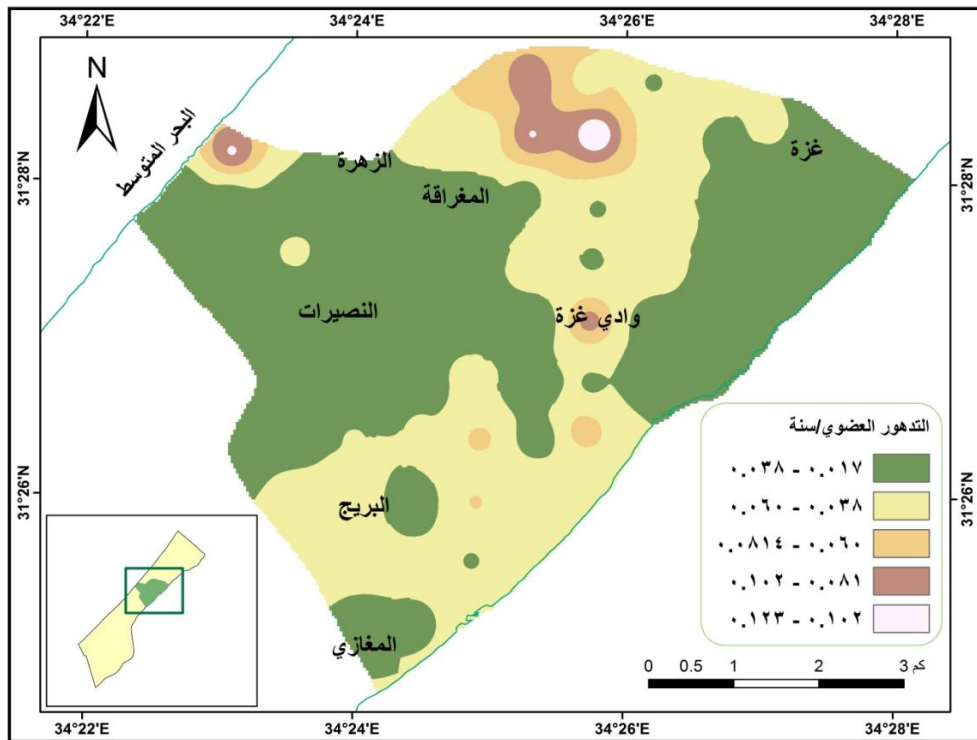 34°22'E 34°24'E 34°26'E 34°28'E
N
البحر المتوسط
غزة
الزهرة
31°28'N 31°28'N
المغراقة
النصيرات
وادي غزة
التدهور العضوي/سنة
٠.٠١٧ - ٠.٠٣٨
٠.٠٣٨ - ٠.٠٦٠
٠.٠٦٠ - ٠.٠٨١٤
٠.٠٨١ - ٠.١٠٢
٠.١٠٢ - ٠.١٢٣
31°26'N 31°26'N
البريج
المغازي
0 0.5 1 2 3 كم
34°22'E 34°24'E 34°26'E 34°28'E